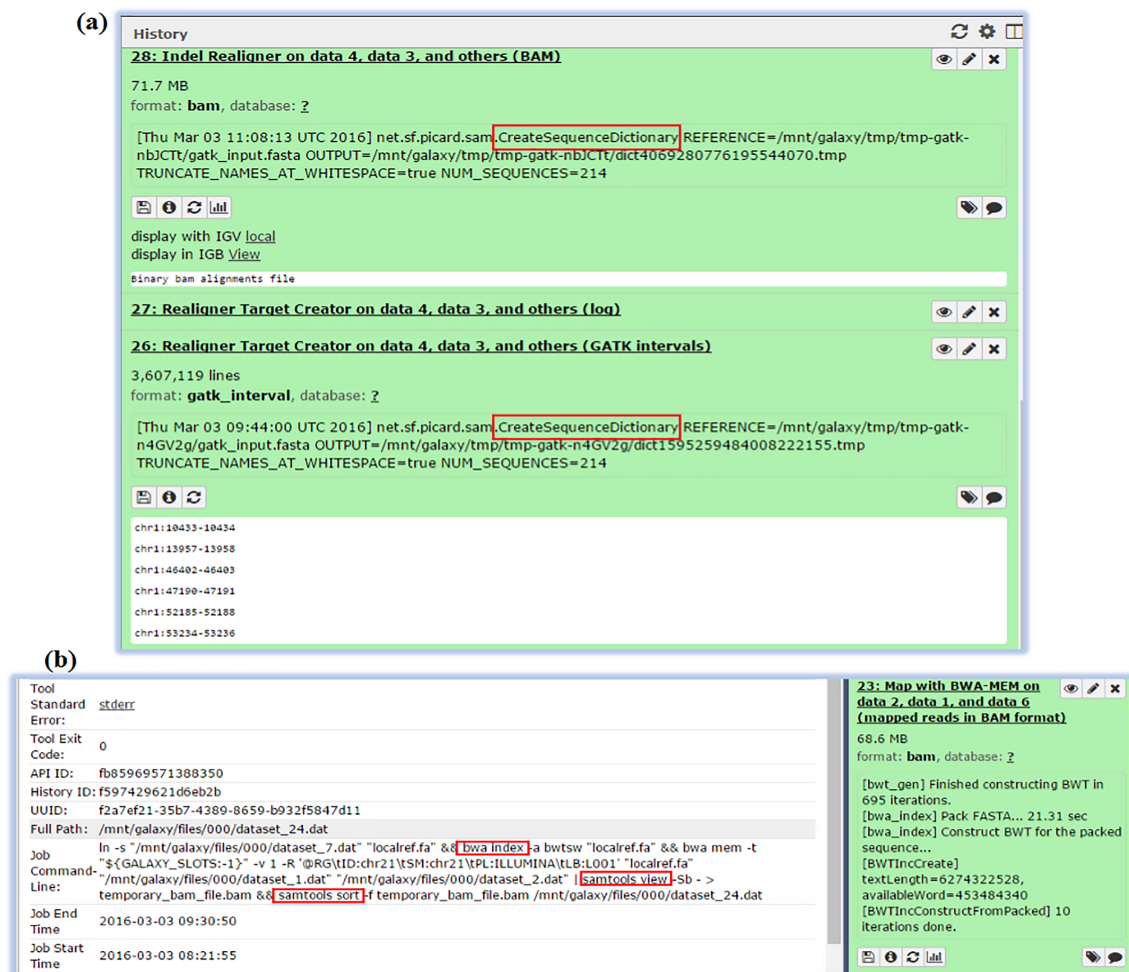 (a)
History
28: Indel Realigner on data 4, data 3, and others (BAM)
71.7 MB
format: bam, database: ?
[Thu Mar 03 11:08:13 UTC 2016] net.sf.picard.sam.CreateSequenceDictionary REFERENCE=/mnt/galaxy/tmp/tmp-gatk-
nbJCTt/gatk_input.fasta OUTPUT=/mnt/galaxy/tmp/tmp-gatk-nbJCTt/dict4069280776195544070.tmp
TRUNCATE_NAMES_AT_WHITESPACE=true NUM_SEQUENCES=214
display with IGV local
display in IGB View
Binary bam alignments file
27: Realigner Target Creator on data 4, data 3, and others (log)
26: Realigner Target Creator on data 4, data 3, and others (GATK intervals)
3,607,119 lines
format: gatk_interval, database: ?
[Thu Mar 03 09:44:00 UTC 2016] net.sf.picard.sam.CreateSequenceDictionary REFERENCE=/mnt/galaxy/tmp/tmp-gatk-
n4GV2g/gatk_input.fasta OUTPUT=/mnt/galaxy/tmp/tmp-gatk-n4GV2g/dict1595259484008222155.tmp
TRUNCATE_NAMES_AT_WHITESPACE=true NUM_SEQUENCES=214
chr1:10433-10434
chr1:13957-13958
chr1:46402-46403
chr1:47190-47191
chr1:52185-52188
chr1:53234-53236
(b)
Tool
Standard
Error:
stderr
Tool Exit
Code:
0
API ID: fb85969571388350
History ID: f597429621d6eb2b
UUID: f2a7ef21-35b7-4389-8659-b932f5847d11
Full Path: /mnt/galaxy/files/000/dataset_24.dat
Job
Command-
Line:
ln -s "/mnt/galaxy/files/000/dataset_7.dat" "localref.fa" && bwa index -a bwtsw "localref.fa" && bwa mem -t
"${GALAXY_SLOTS:-1}" -v 1 -R '@RG\tID:chr21\tSM:chr21\tPL:ILLUMINA\tLB:L001' "localref.fa"
"/mnt/galaxy/files/000/dataset_1.dat" "/mnt/galaxy/files/000/dataset_2.dat" | samtools view -Sb - >
temporary_bam_file.bam && samtools sort -f temporary_bam_file.bam /mnt/galaxy/files/000/dataset_24.dat
Job End
Time
2016-03-03 09:30:50
Job Start
Time
2016-03-03 08:21:55
23: Map with BWA-MEM on
data 2, data 1, and data 6
(mapped reads in BAM format)
68.6 MB
format: bam, database: ?
[bwt_gen] Finished constructing BWT in
695 iterations.
[bwa_index] Pack FASTA... 21.31 sec
[bwa_index] Construct BWT for the packed
sequence...
[BWTIncCreate]
textLength=6274322528,
availableWord=453484340
[BWTIncConstructFromPacked] 10
iterations done.